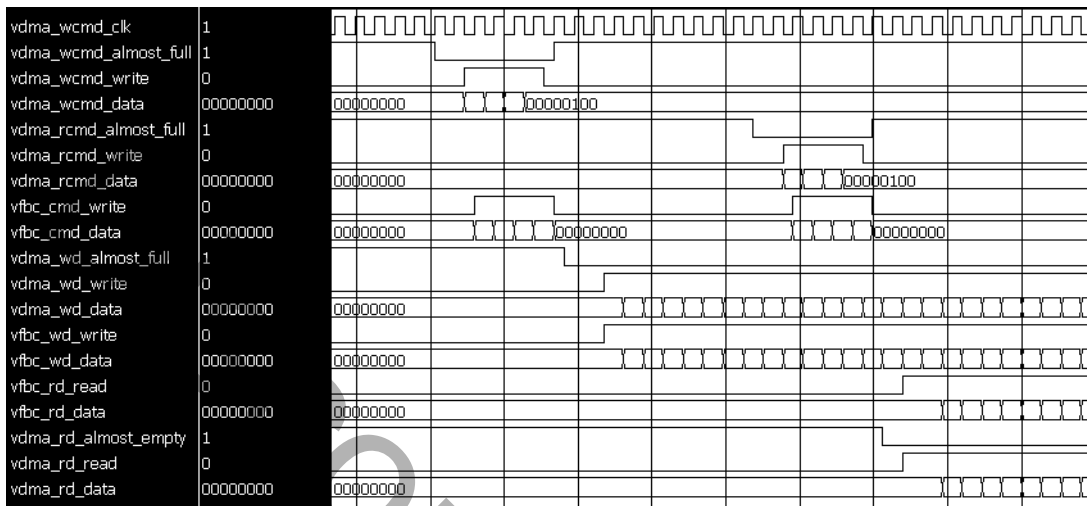 vdma_wcmd_clk 1
vdma_wcmd_almost_full 1
vdma_wcmd_write 0
vdma_wcmd_data 00000000 00000000 00000100
vdma_rcmd_almost_full 1
vdma_rcmd_write 0
vdma_rcmd_data 00000000 00000000 00000100
vfbc_cmd_write 0
vfbc_cmd_data 00000000 00000000 00000000 00000000
vdma_wd_almost_full 1
vdma_wd_write 0
vdma_wd_data 00000000 00000000
vfbc_wd_write 0
vfbc_wd_data 00000000 00000000
vfbc_rd_read 0
vfbc_rd_data 00000000 00000000
vdma_rd_almost_empty 1
vdma_rd_read 0
vdma_rd_data 00000000 00000000